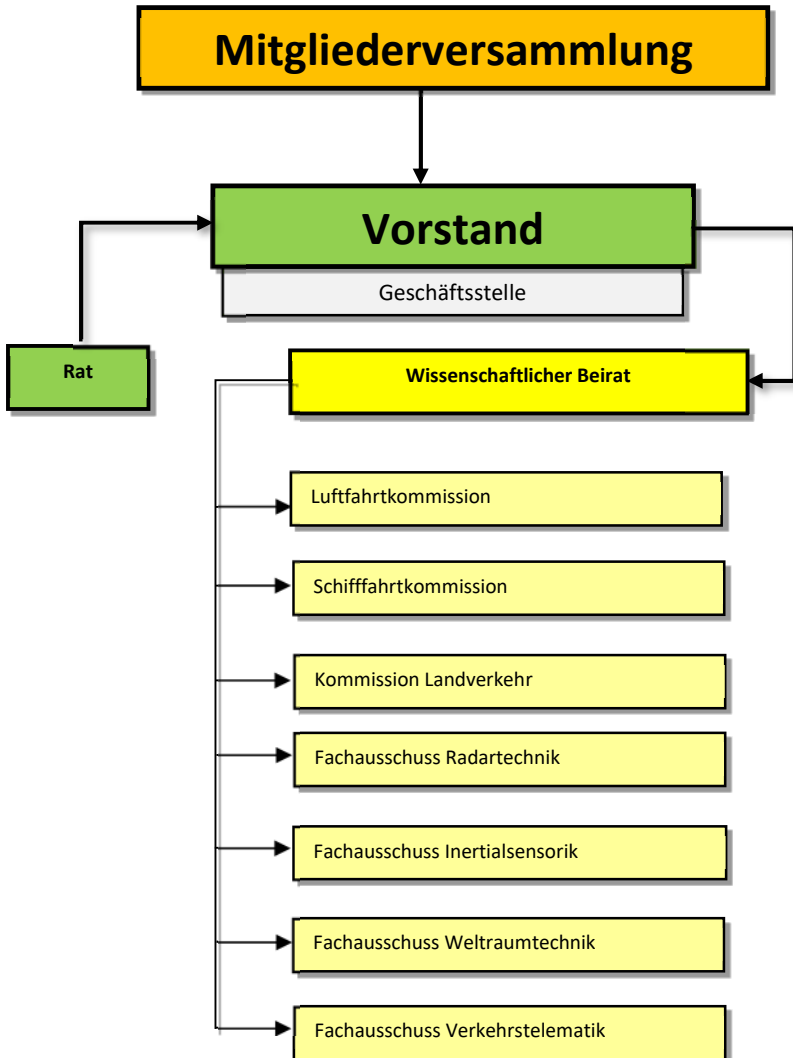 Mitgliederversammlung
Vorstand
Geschäftsstelle
Rat
Wissenschaftlicher Beirat
Luftfahrtkommission
Schifffahrtkommission
Kommission Landverkehr
Fachausschuss Radartechnik
Fachausschuss Inertialsensorik
Fachausschuss Weltraumtechnik
Fachausschuss Verkehrstelematik